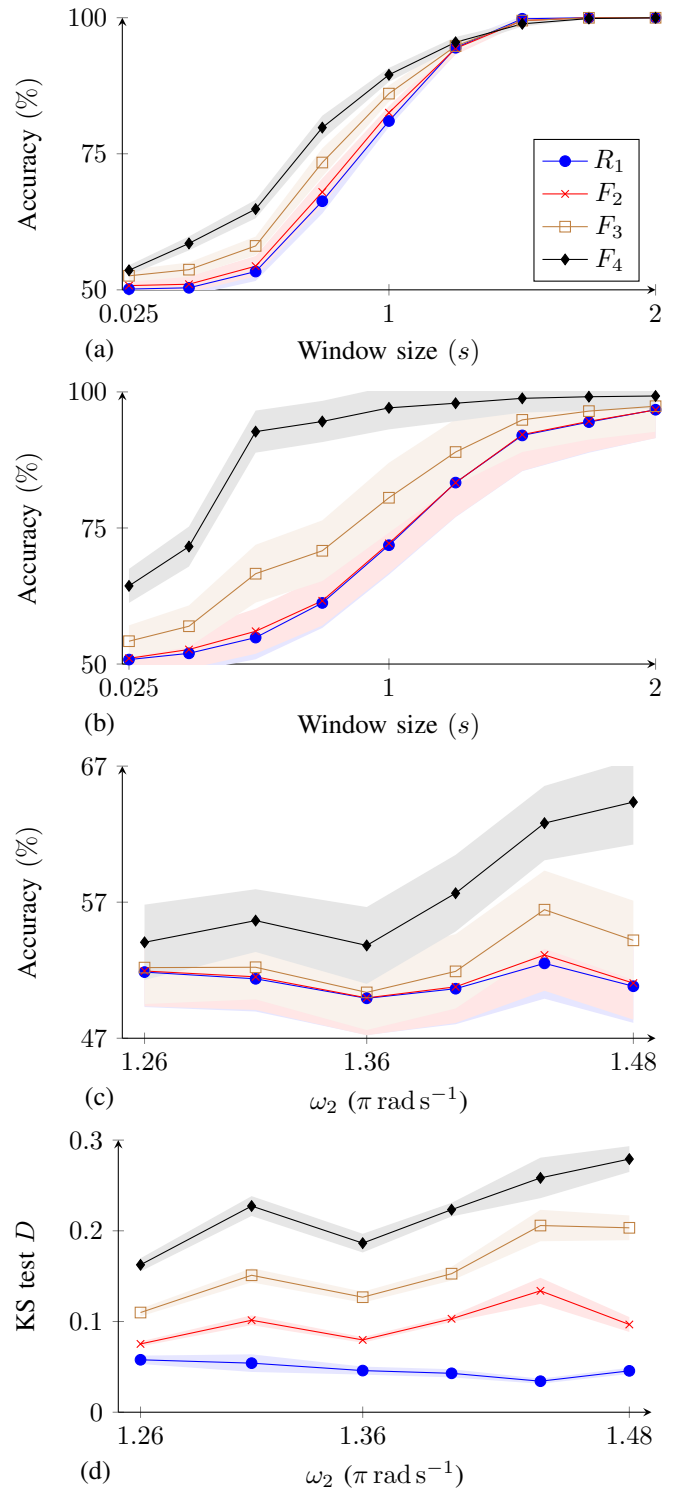 100
75
50
Accuracy (%)
R₁
F₂
F₃
F₄
0.025 1 2
(a) Window size (s)
100
75
50
Accuracy (%)
0.025 1 2
(b) Window size (s)
67
57
47
Accuracy (%)
1.26 1.36 1.48
(c) ω₂ (π rad s⁻¹)
0.3
0.2
0.1
0
KS test D
1.26 1.36 1.48
(d) ω₂ (π rad s⁻¹)